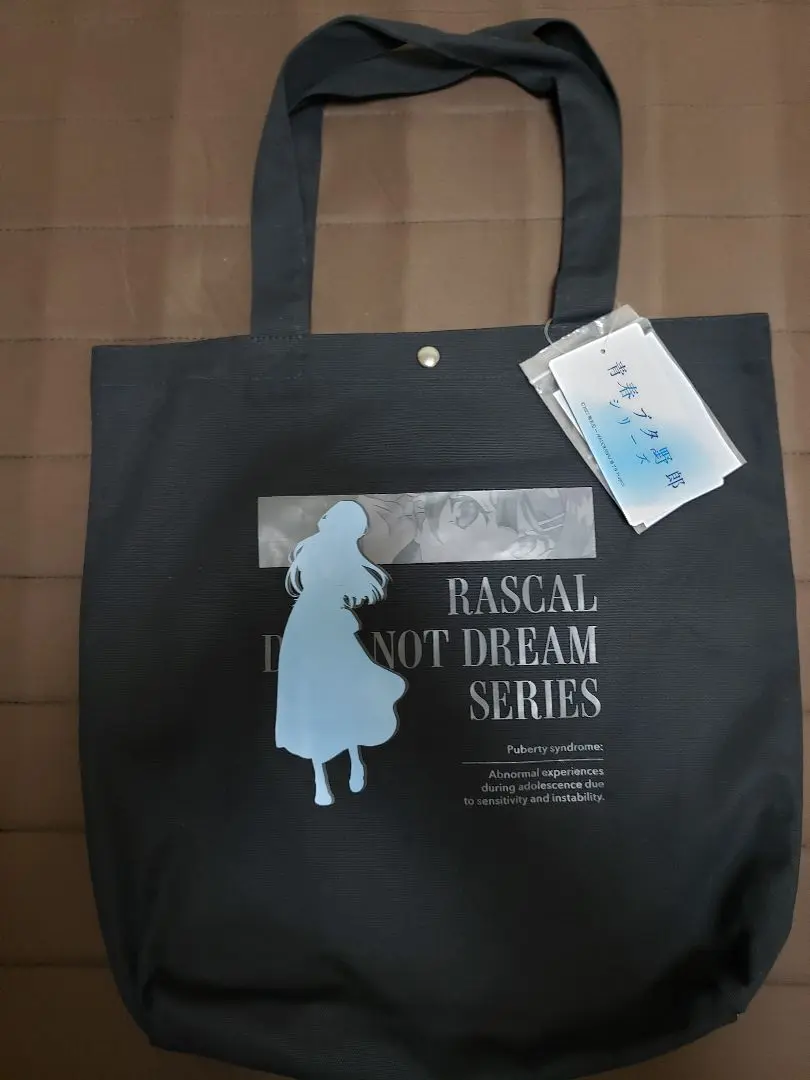 青春ブタ野郎
シリーズ
RASCAL
D NOT DREAM
SERIES
Puberty syndrome:
Abnormal experiences
during adolescence due
to sensitivity and instability.